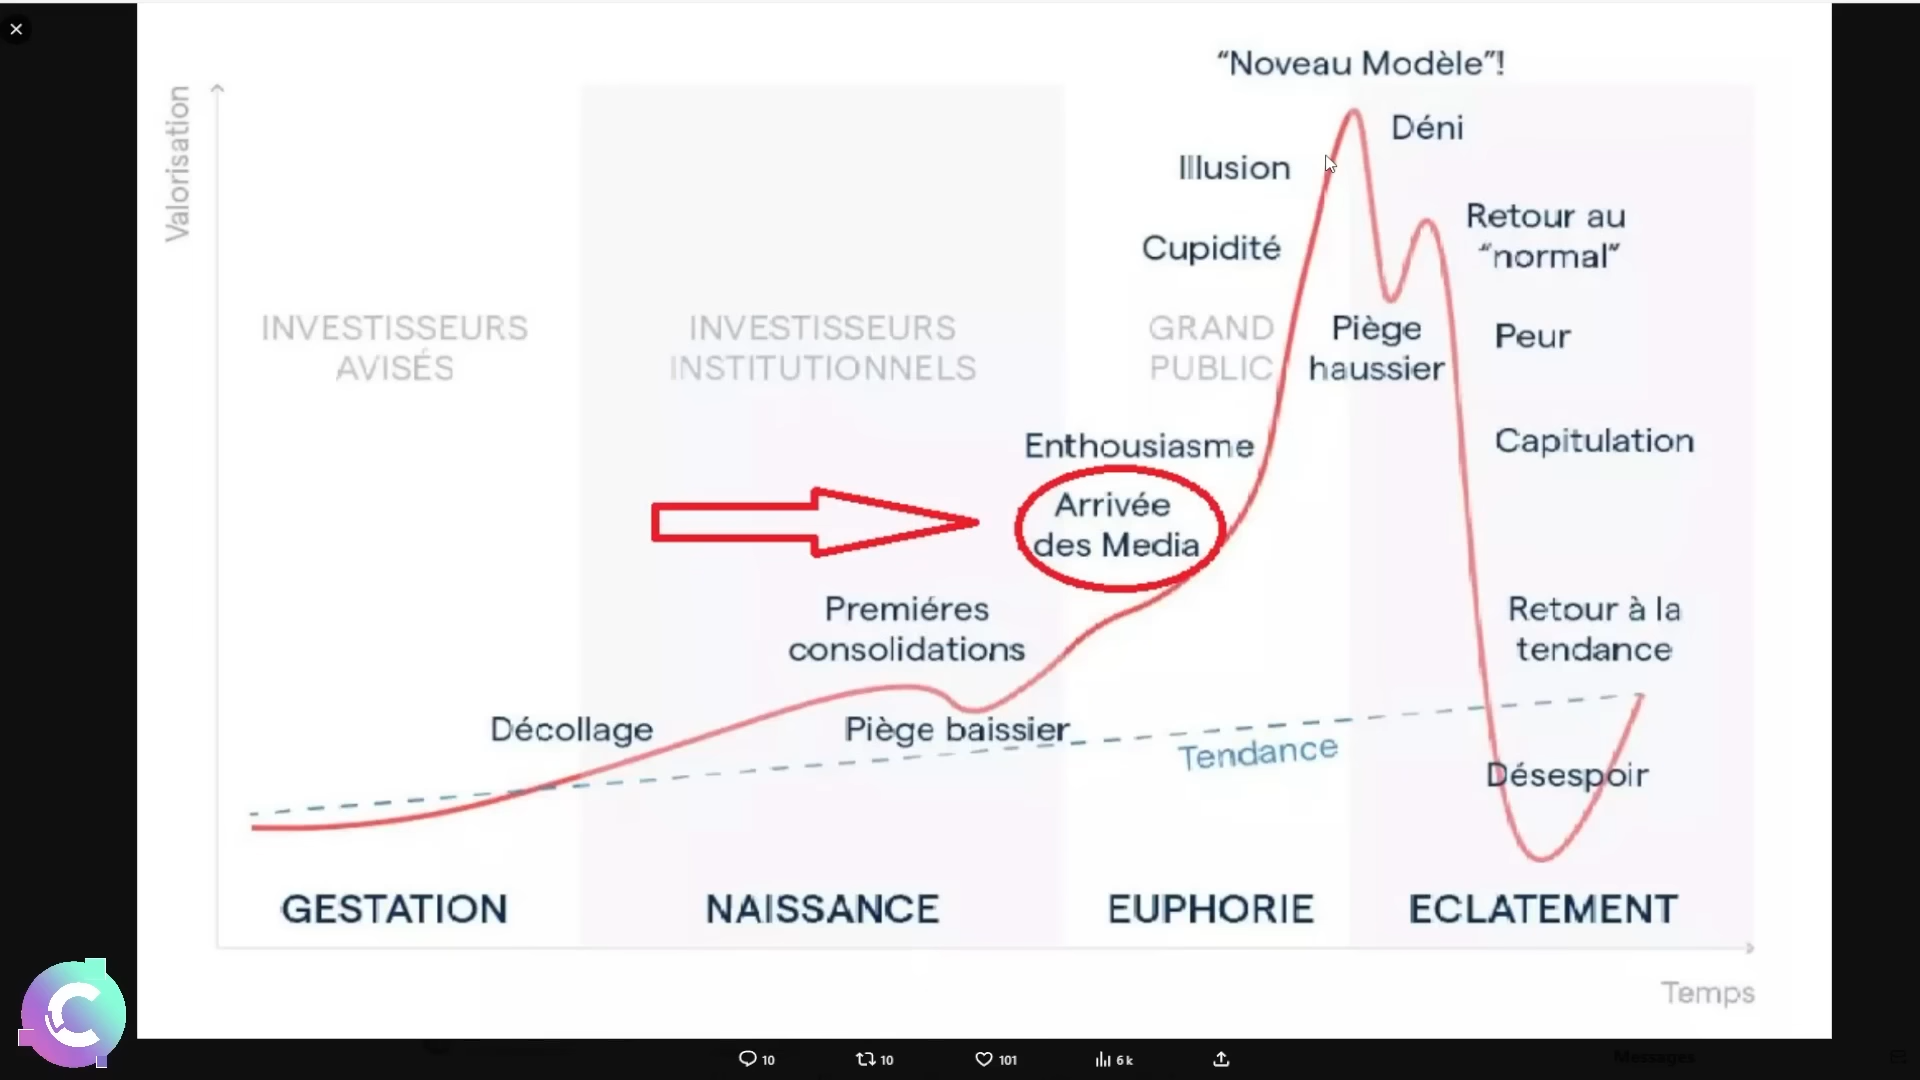 “Noveau Modèle”!
Valorisation
Déni
Illusion
Retour au
“normal”
Cupidité
INVESTISSEURS
AVISÉS
INVESTISSEURS
INSTITUTIONNELS
GRAND
PUBLIC
Piège
haussier
Peur
Enthousiasme
Capitulation
Arrivée
des Media
Premiéres
consolidations
Retour à la
tendance
Décollage
Piège baissier
Tendance
Désespoir
GESTATION
NAISSANCE
EUPHORIE
ECLATEMENT
Temps
10
10
101
6 k
Messages